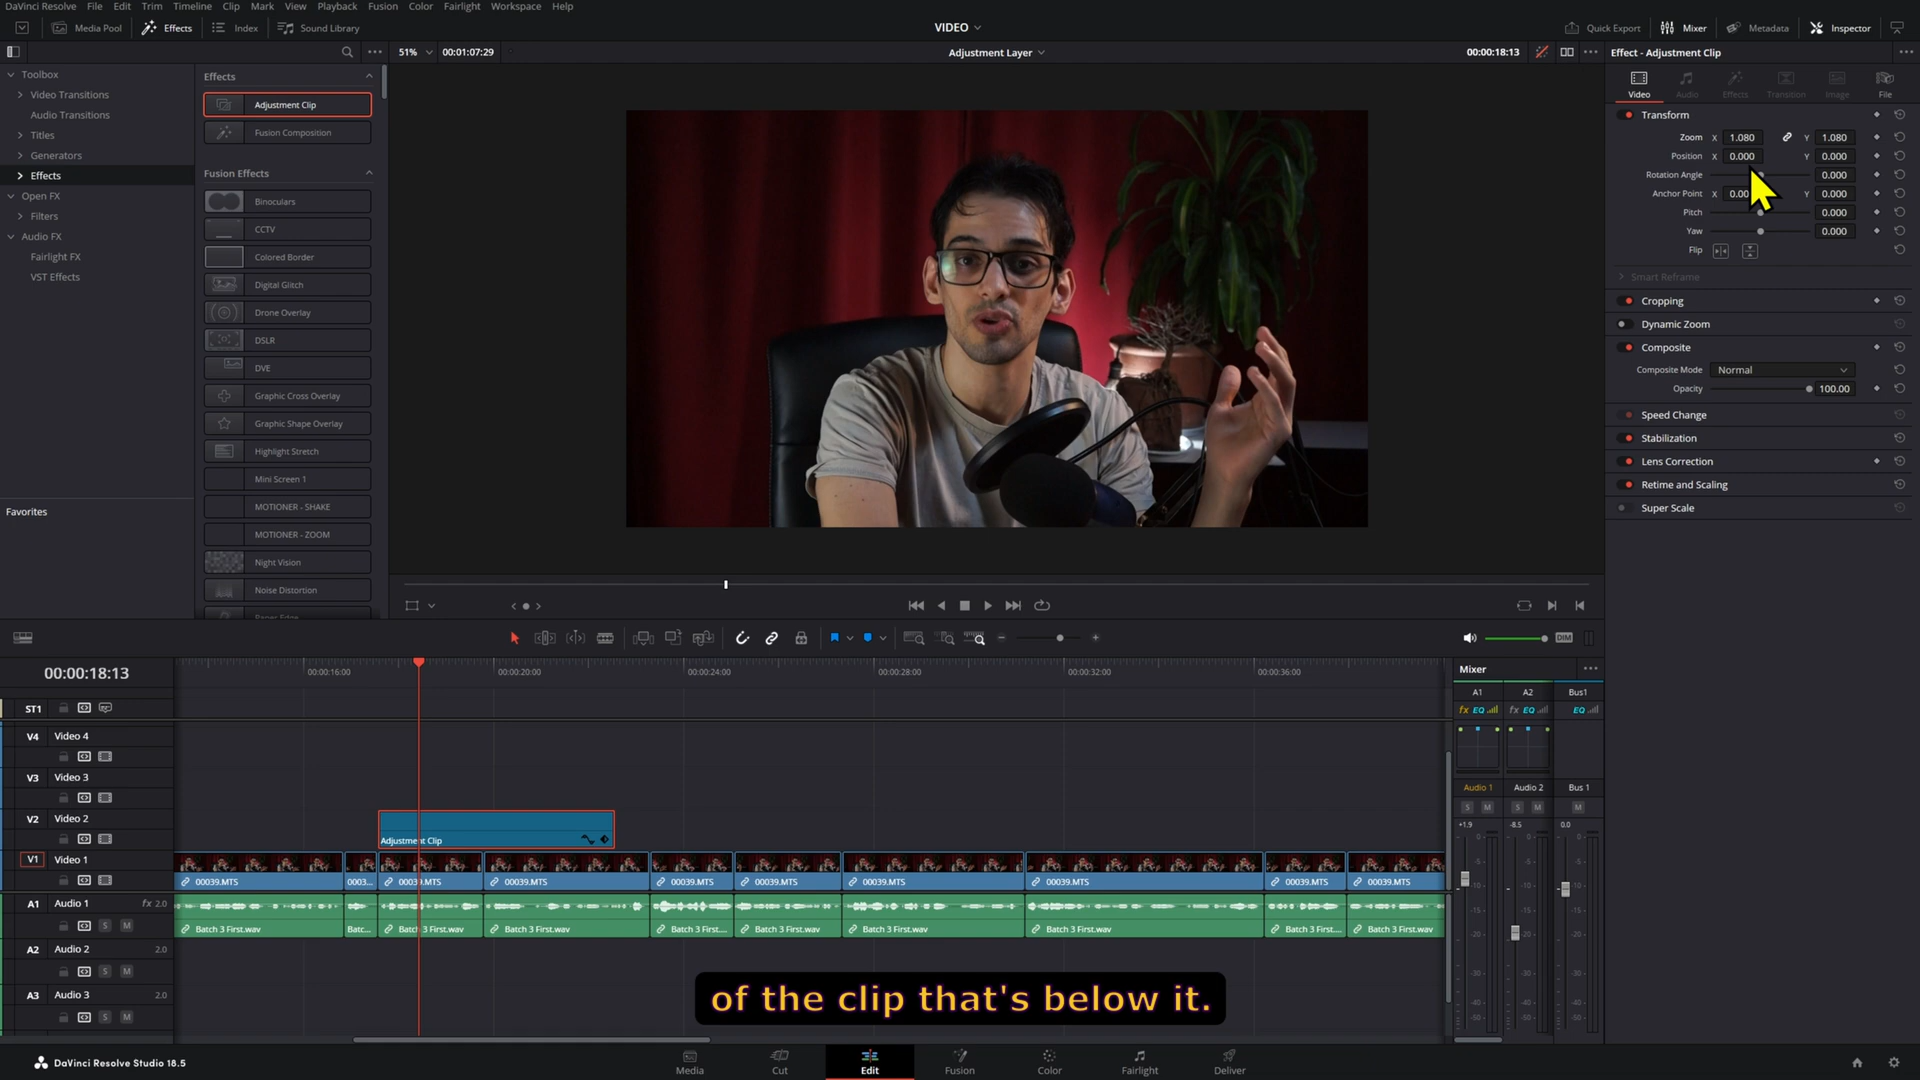 DaVinci Resolve File Edit Trim Timeline Clip Mark View Playback Fusion Color Fairlight Workspace Help
Media Pool Effects Index Sound Library VIDEO Quick Export Mixer Metadata Inspector
51% 00:01:07:29 Adjustment Layer 00:00:18:13 Effect - Adjustment Clip
Toolbox
Video Transitions
Audio Transitions
Titles
Generators
Effects
Open FX
Filters
Audio FX
Fairlight FX
VST Effects
Favorites
Effects
Adjustment Clip
Fusion Composition
Fusion Effects
Binoculars
CCTV
Colored Border
Digital Glitch
Drone Overlay
DSLR
DVE
Graphic Cross Overlay
Graphic Shape Overlay
Highlight Stretch
Mini Screen 1
MOTIONER - SHAKE
MOTIONER - ZOOM
Night Vision
Noise Distortion
Video Audio Effects Transition Image File
Transform
Zoom X 1.080 Y 1.080
Position X 0.000 Y 0.000
Rotation Angle 0.000
Anchor Point X 0.00 Y 0.000
Pitch 0.000
Yaw 0.000
Flip
Smart Reframe
Cropping
Dynamic Zoom
Composite
Composite Mode Normal
Opacity 100.00
Speed Change
Stabilization
Lens Correction
Retime and Scaling
Super Scale
DIM
00:00:18:13 00:00:16:00 00:00:20:00 00:00:24:00 00:00:28:00 00:00:32:00 00:00:36:00
ST1
V4 Video 4
V3 Video 3
V2 Video 2
Adjustment Clip
V1 Video 1
00039.MTS 0003... 00039.MTS 00039.MTS 00039.MTS 00039.MTS 00039.MTS 00039.MTS 00039.MTS 00039.MTS
A1 Audio 1 fx 2.0
S M Batch 3 First.wav Batc... Batch 3 First.wav Batch 3 First.wav Batch 3 First.... Batch 3 First.wav Batch 3 First.wav Batch 3 First.wav Batch 3 First.... Batch 3 First.wav
A2 Audio 2 2.0
S M
A3 Audio 3 2.0
S M
Mixer
A1 A2 Bus1
fx EQ fx EQ EQ
Audio 1 Audio 2 Bus 1
S M S M M
+1.9 -8.5 0.0
of the clip that's below it.
DaVinci Resolve Studio 18.5
Media Cut Edit Fusion Color Fairlight Deliver